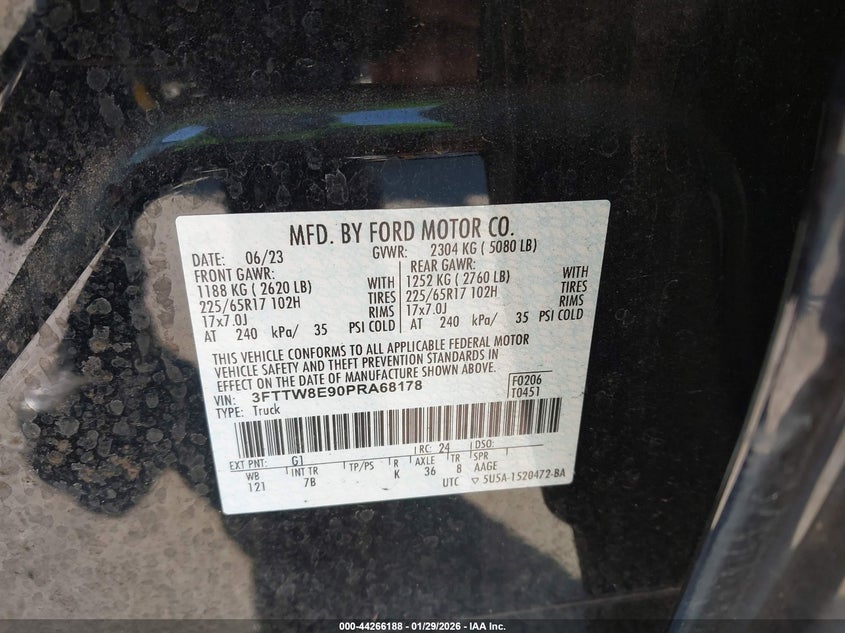 MFD. BY FORD MOTOR CO.
DATE: 06/23 GVWR: 2304 KG ( 5080 LB)
FRONT GAWR: REAR GAWR:
1188 KG ( 2620 LB) WITH 1252 KG ( 2760 LB) WITH
225/65R17 102H TIRES 225/65R17 102H TIRES
17x7.0J RIMS 17x7.0J RIMS
AT 240 kPa/ 35 PSI COLD AT 240 kPa/ 35 PSI COLD
THIS VEHICLE CONFORMS TO ALL APPLICABLE FEDERAL MOTOR
VEHICLE SAFETY AND THEFT PREVENTION STANDARDS IN
EFFECT ON THE DATE OF MANUFACTURE SHOWN ABOVE.
VIN: 3FTTW8E90PRA68178 F0206
TYPE: Truck T0451
EXT PNT: G1 RC: 24 DSO:
WB INT TR TP/PS R AXLE TR SPR
121 7B K 36 8 AAGE
UTC ▽ 5U5A-1520472-BA
000-44266188 - 01/29/2026 - IAA Inc.